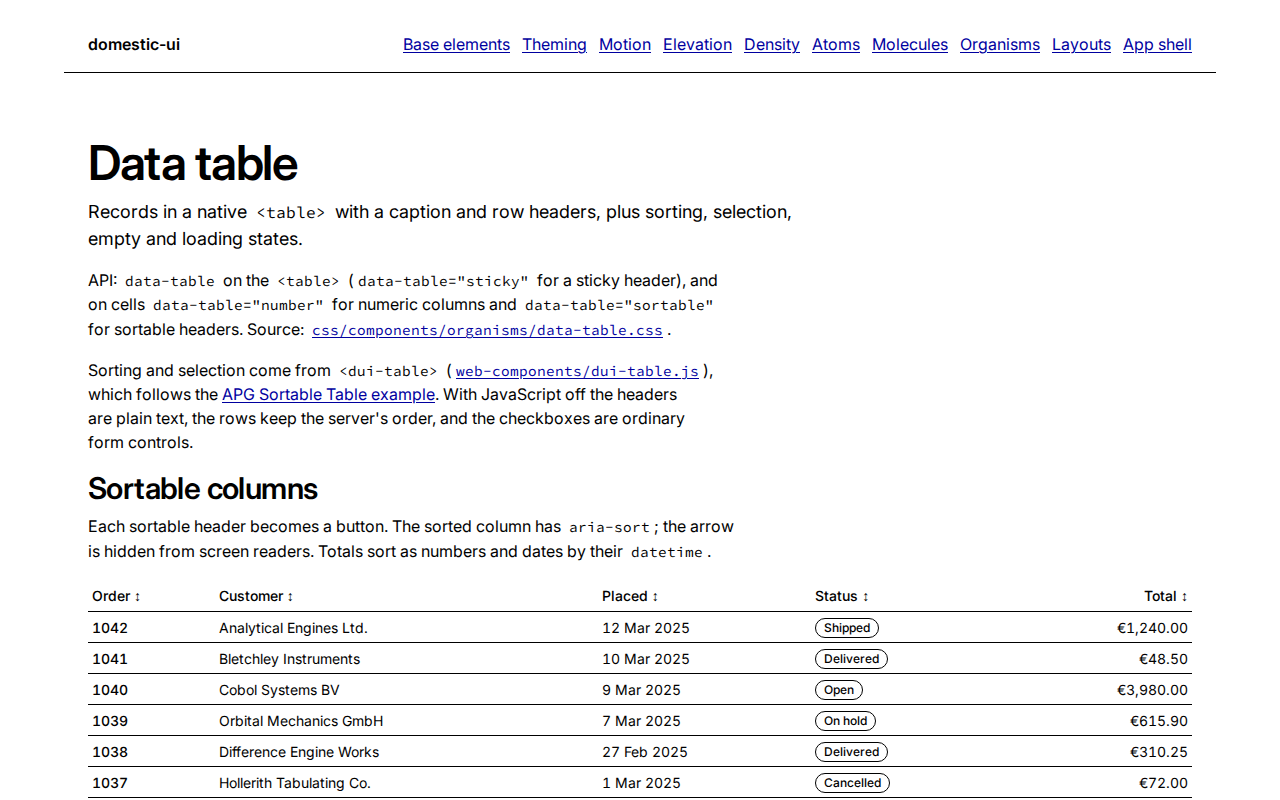 domestic-ui
Base elements Theming Motion Elevation Density Atoms Molecules Organisms Layouts App shell
Data table
Records in a native <table> with a caption and row headers, plus sorting, selection,
empty and loading states.
API: data-table on the <table> (data-table="sticky" for a sticky header), and
on cells data-table="number" for numeric columns and data-table="sortable"
for sortable headers. Source: css/components/organisms/data-table.css.
Sorting and selection come from <dui-table> (web-components/dui-table.js),
which follows the APG Sortable Table example. With JavaScript off the headers
are plain text, the rows keep the server's order, and the checkboxes are ordinary
form controls.
Sortable columns
Each sortable header becomes a button. The sorted column has aria-sort; the arrow
is hidden from screen readers. Totals sort as numbers and dates by their datetime.
Order ↕ Customer ↕ Placed ↕ Status ↕ Total ↕
1042 Analytical Engines Ltd. 12 Mar 2025 Shipped €1,240.00
1041 Bletchley Instruments 10 Mar 2025 Delivered €48.50
1040 Cobol Systems BV 9 Mar 2025 Open €3,980.00
1039 Orbital Mechanics GmbH 7 Mar 2025 On hold €615.90
1038 Difference Engine Works 27 Feb 2025 Delivered €310.25
1037 Hollerith Tabulating Co. 1 Mar 2025 Cancelled €72.00